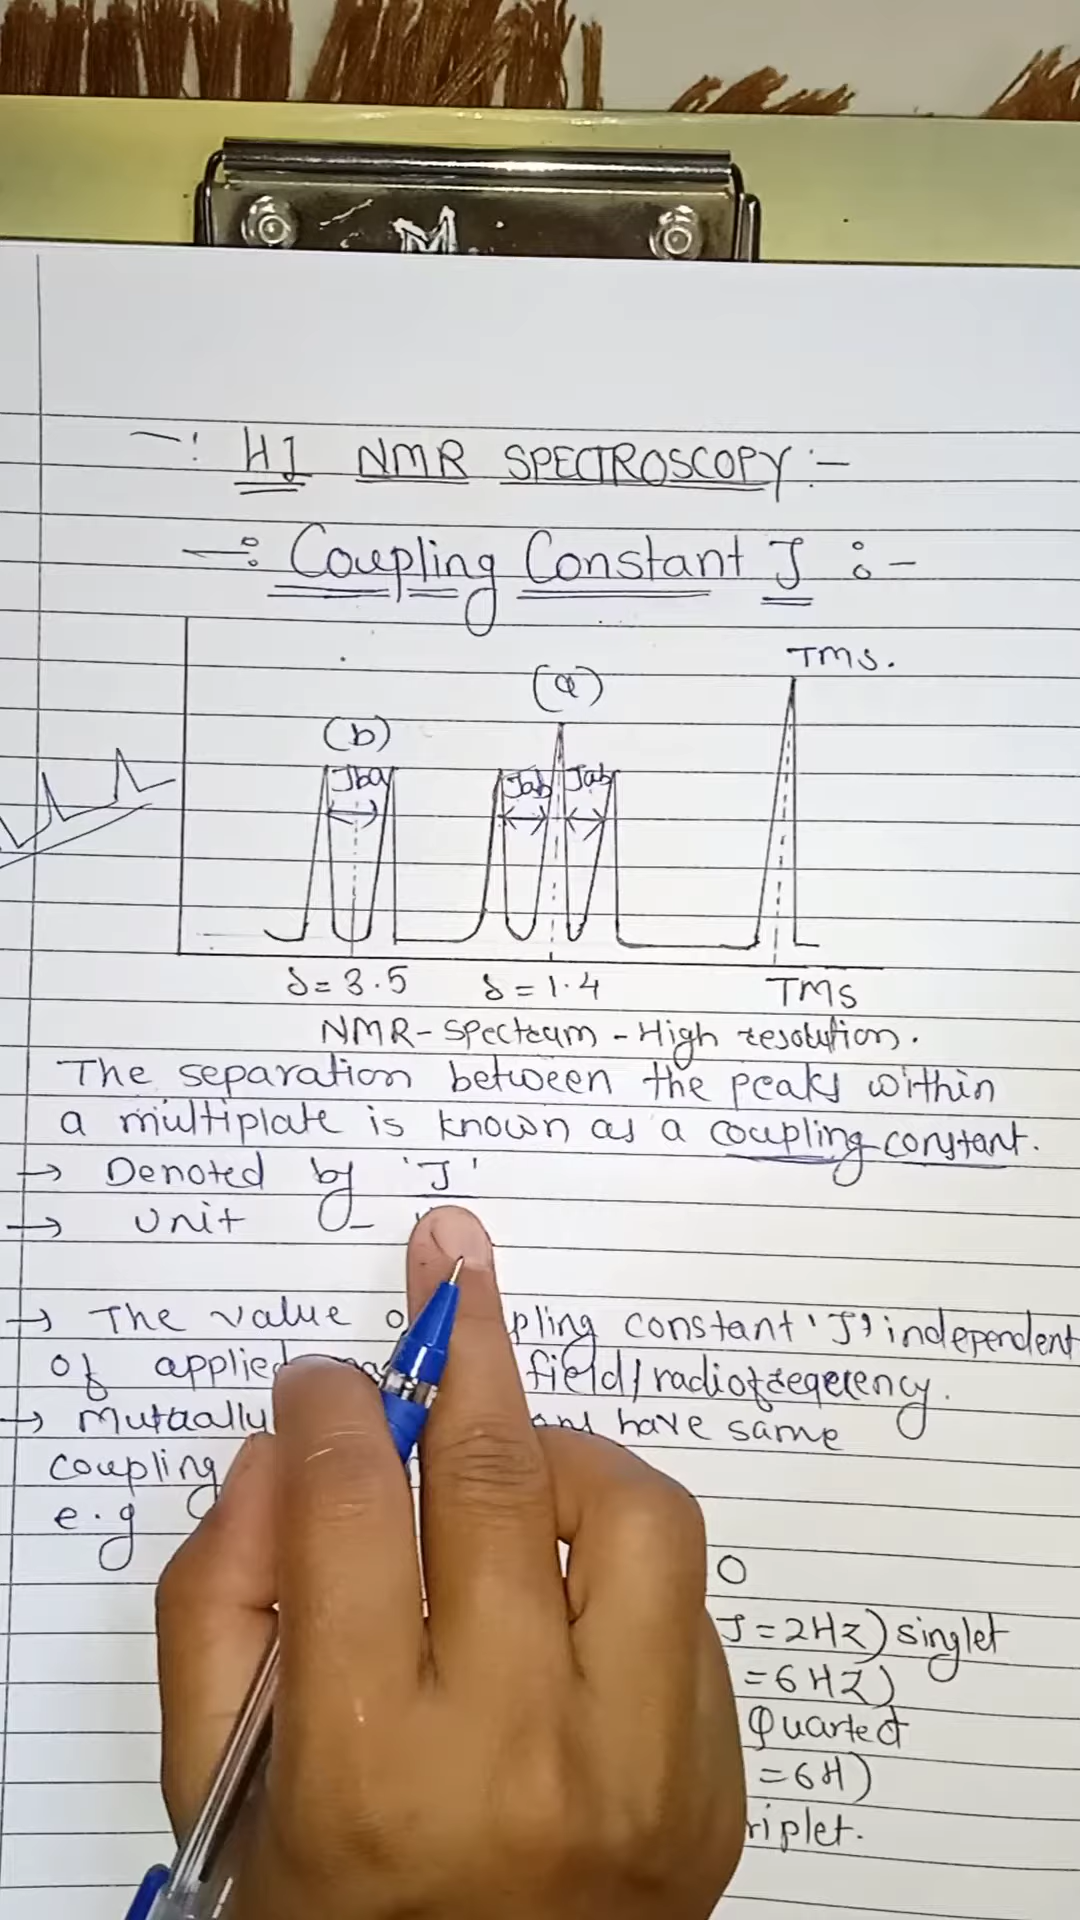 -: H1 NMR SPECTROSCOPY :-
-: Coupling Constant J :-
TMS.
(a)
(b)
Jba Jab Jab
δ= 3.5 δ = 1.4 TMS
NMR-spectrum - High resolution.
The separation between the peaks within
a multiplate is known as a coupling constant.
→ Denoted by 'J'
→ Unit -
→ The value pling constant 'J' independent
of applied field/radiofrequency.
→ Mutually have same
coupling
e.g
O
J = 2Hz) singlet
= 6 HZ)
Quarted
= 6H)
riplet.